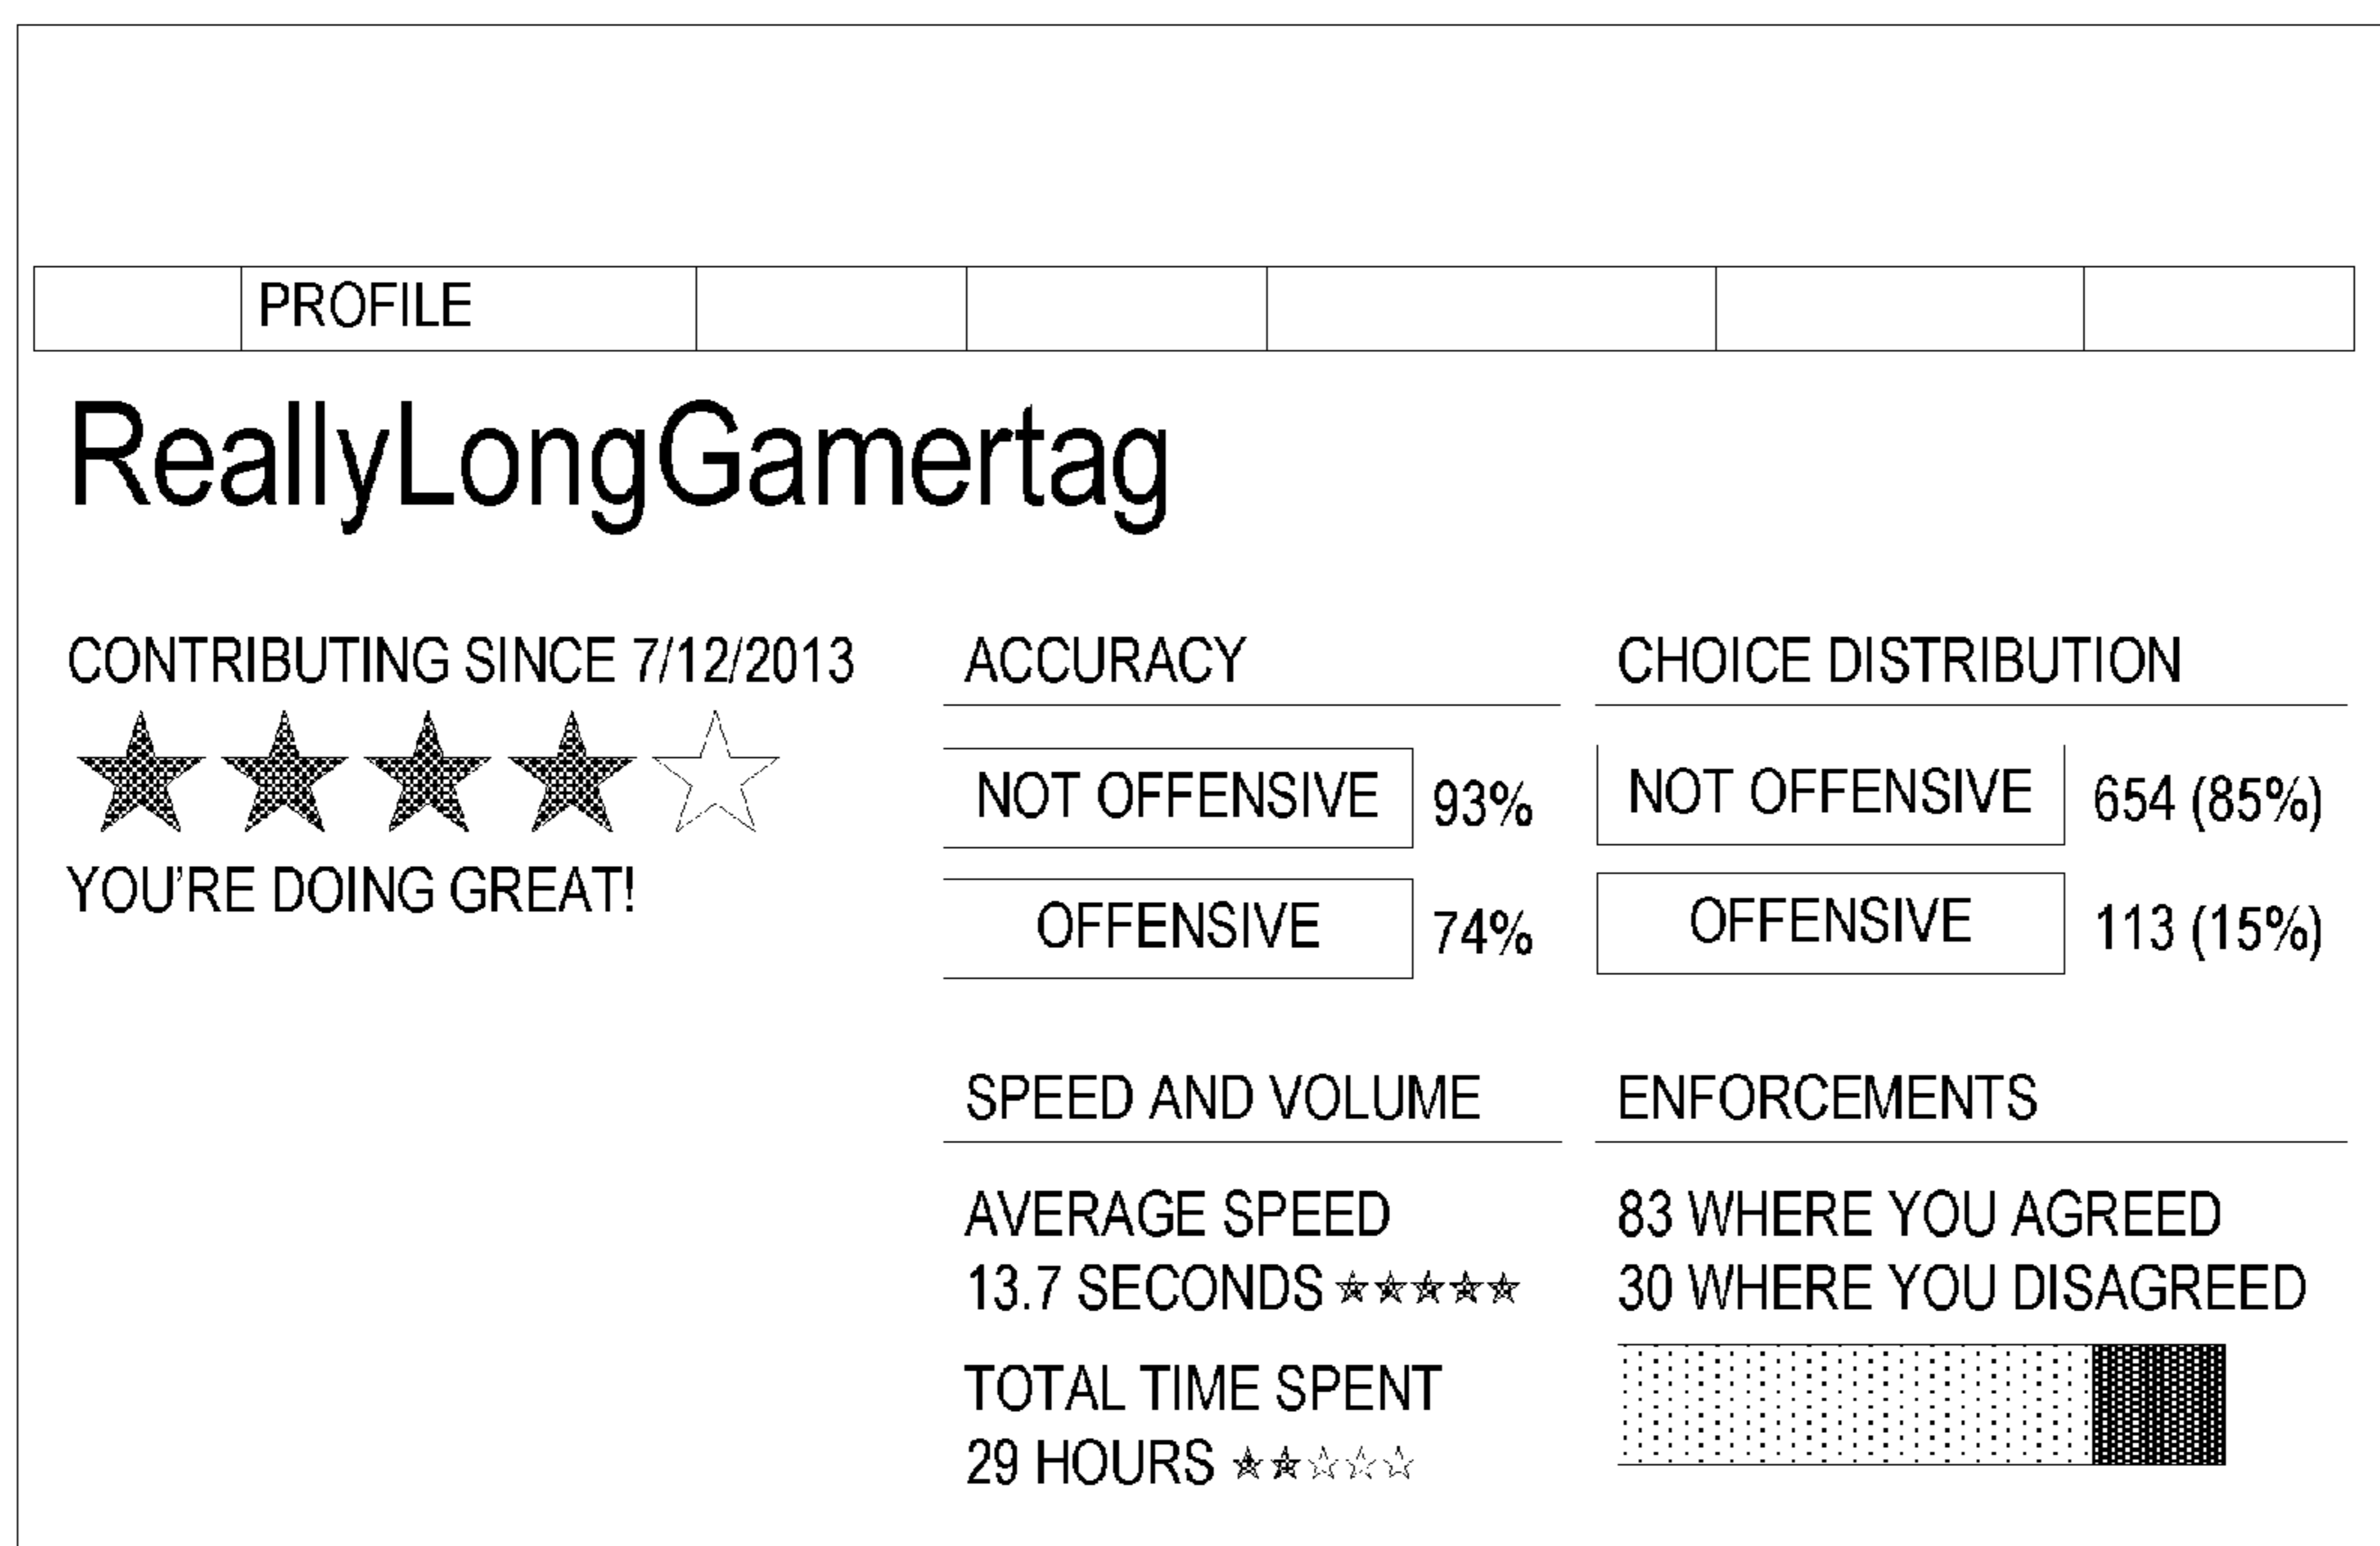 PROFILE
ReallyLongGamertag
CONTRIBUTING SINCE 7/12/2013
YOU'RE DOING GREAT!
ACCURACY
NOT OFFENSIVE 93%
OFFENSIVE 74%
CHOICE DISTRIBUTION
NOT OFFENSIVE 654 (85%)
OFFENSIVE 113 (15%)
SPEED AND VOLUME
AVERAGE SPEED
13.7 SECONDS
TOTAL TIME SPENT
29 HOURS
ENFORCEMENTS
83 WHERE YOU AGREED
30 WHERE YOU DISAGREED